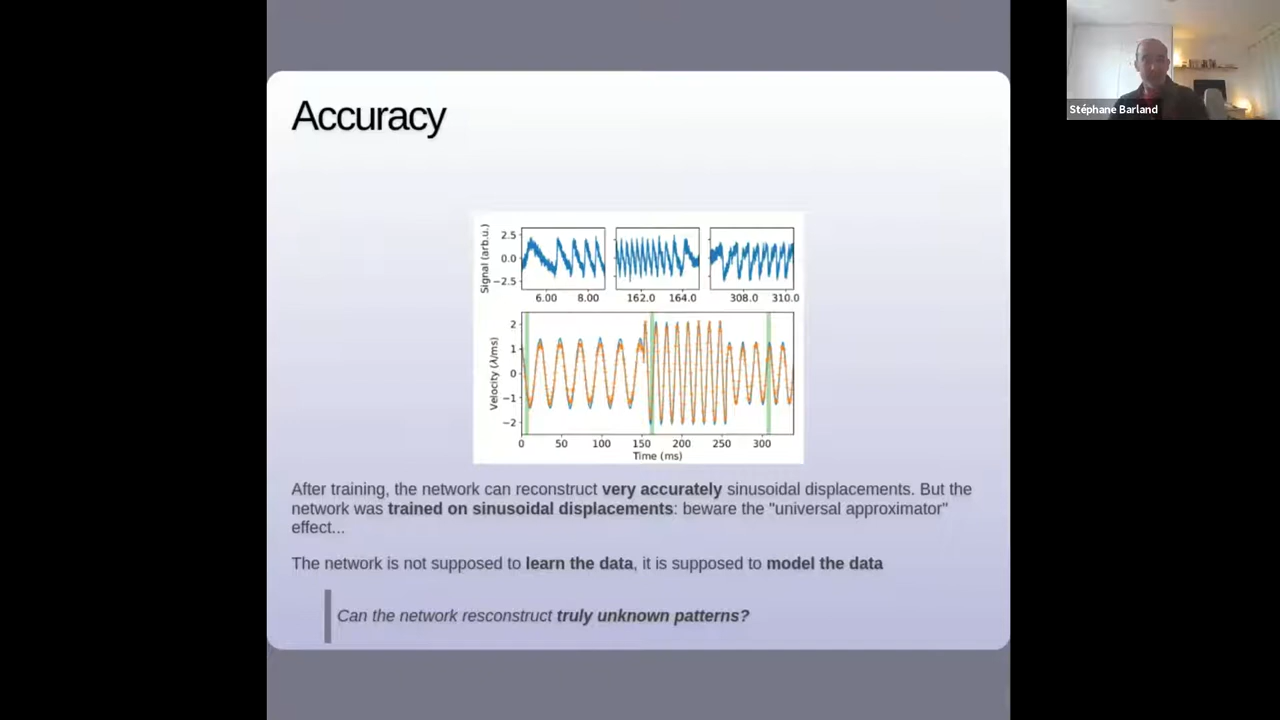 Accuracy
Stéphane Barland
Signal (arb.u.)
2.5
0.0
−2.5
6.00 8.00
162.0 164.0
308.0 310.0
Velocity (λ/ms)
2
1
0
−1
−2
0 50 100 150 200 250 300
Time (ms)
After training, the network can reconstruct very accurately sinusoidal displacements. But the
network was trained on sinusoidal displacements: beware the "universal approximator"
effect...
The network is not supposed to learn the data, it is supposed to model the data
Can the network resconstruct truly unknown patterns?